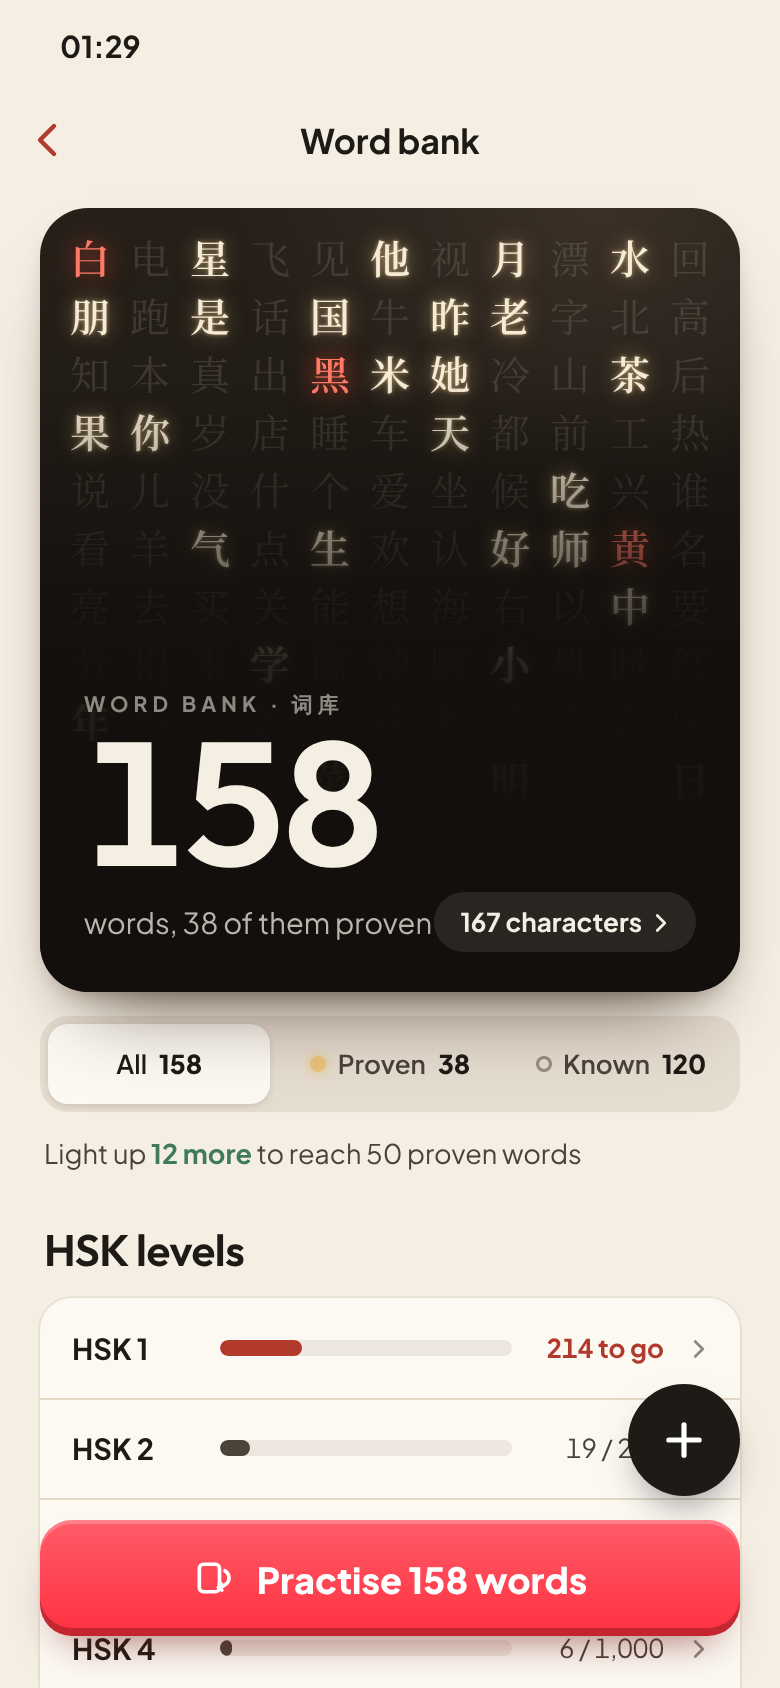 01:29
Word bank
白电星飞见他视月漂水回
朋跑是话国牛昨老字北高
知本真出黑米她冷山茶后
果你岁店睡车天都前工热
说儿没什个爱坐候吃兴谁
看羊气点生欢认好师黄名
亮去买关能想海右以中要
学 小
WORD BANK · 词库
年
158
明 日
words, 38 of them proven
167 characters
All 158
Proven 38
Known 120
Light up 12 more to reach 50 proven words
HSK levels
HSK 1
214 to go
HSK 2
19 / 2
Practise 158 words
HSK 4
6 / 1,000